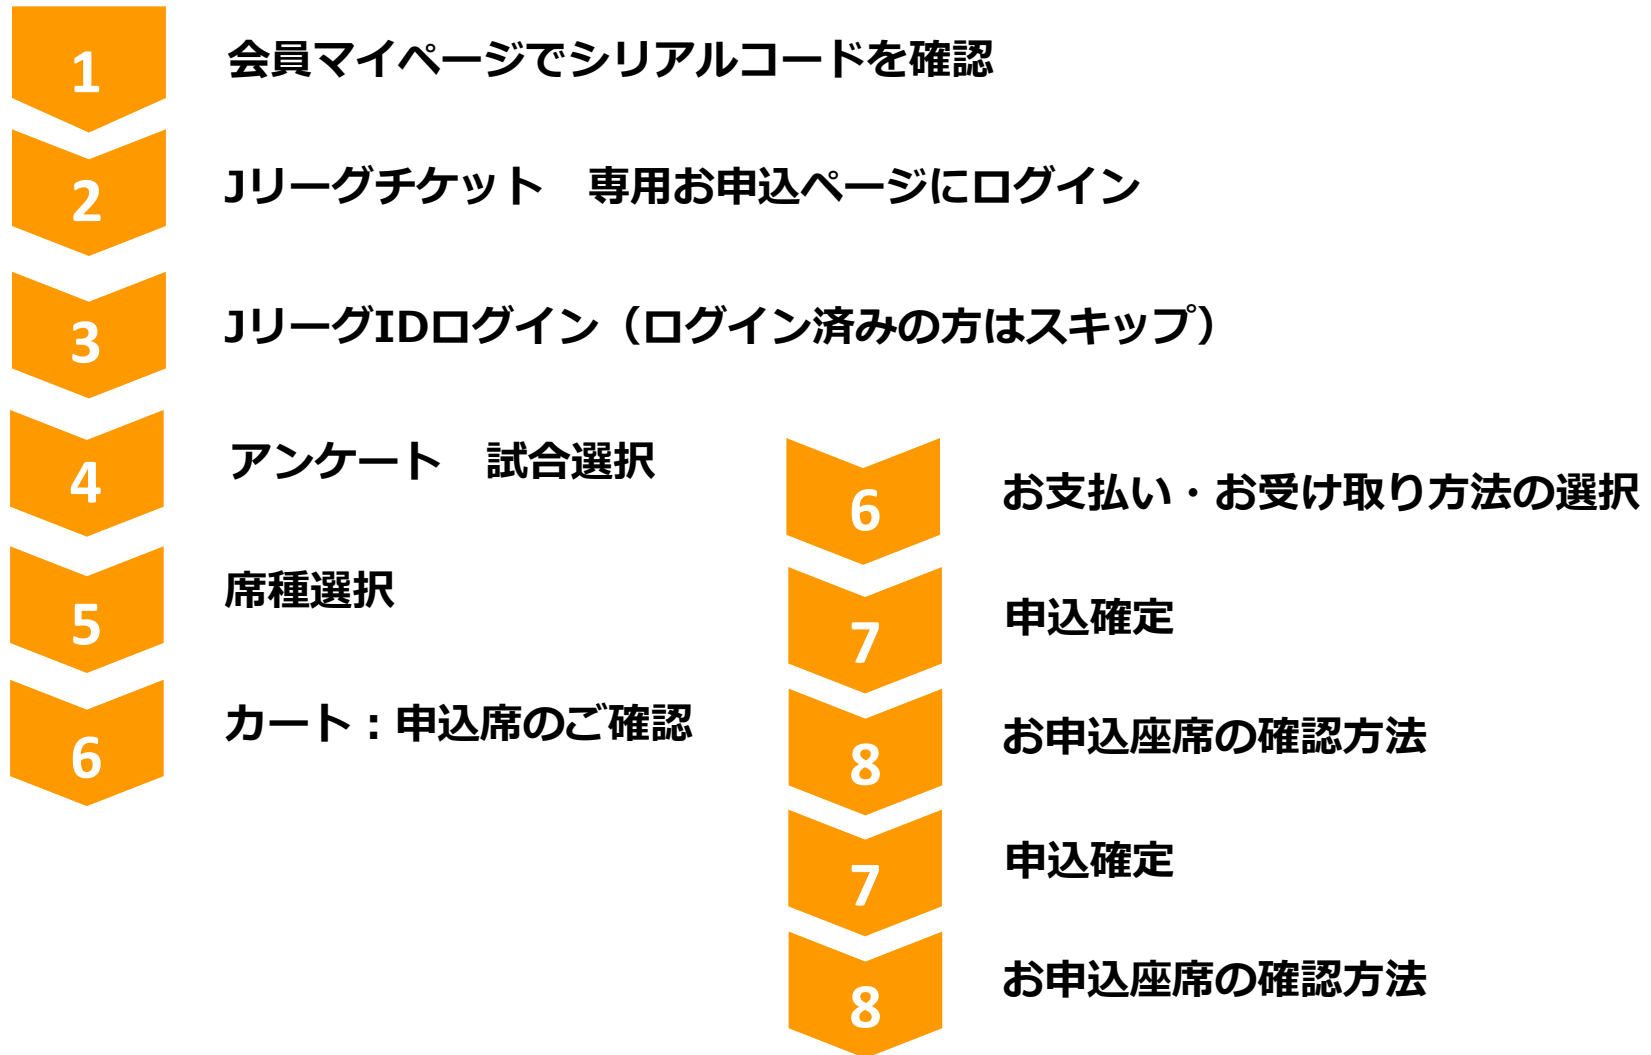 1 会員マイページでシリアルコードを確認
2 Jリーグチケット　専用お申込ページにログイン
3 JリーグIDログイン（ログイン済みの方はスキップ）
4 アンケート　試合選択
5 席種選択
6 カート：申込席のご確認
6 お支払い・お受け取り方法の選択
7 申込確定
8 お申込座席の確認方法
7 申込確定
8 お申込座席の確認方法